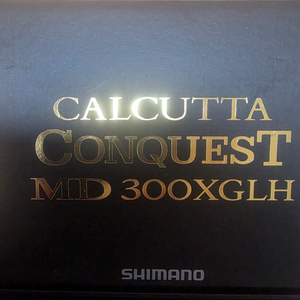 CALCUTTA
CONQUEST
MD 300XGLH
SHIMANO